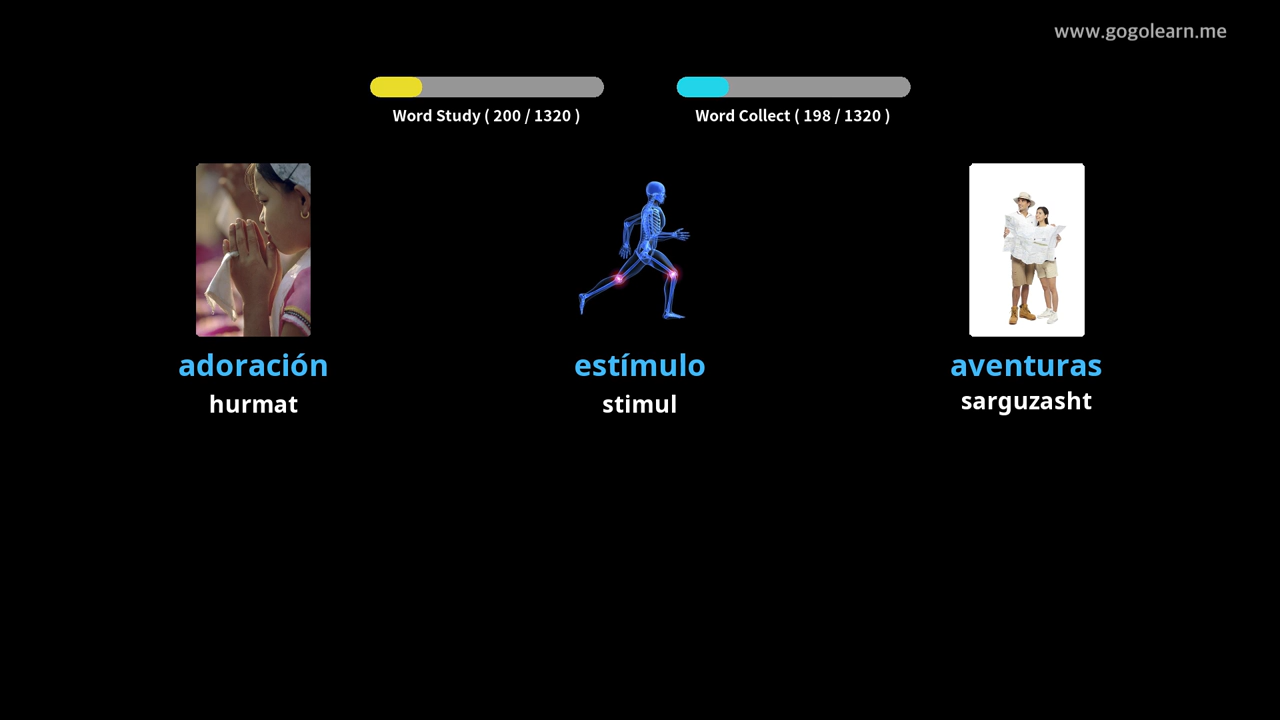 www.gogolearn.me
Word Study ( 200 / 1320 )
Word Collect ( 198 / 1320 )
adoración
estímulo
aventuras
hurmat
stimul
sarguzasht